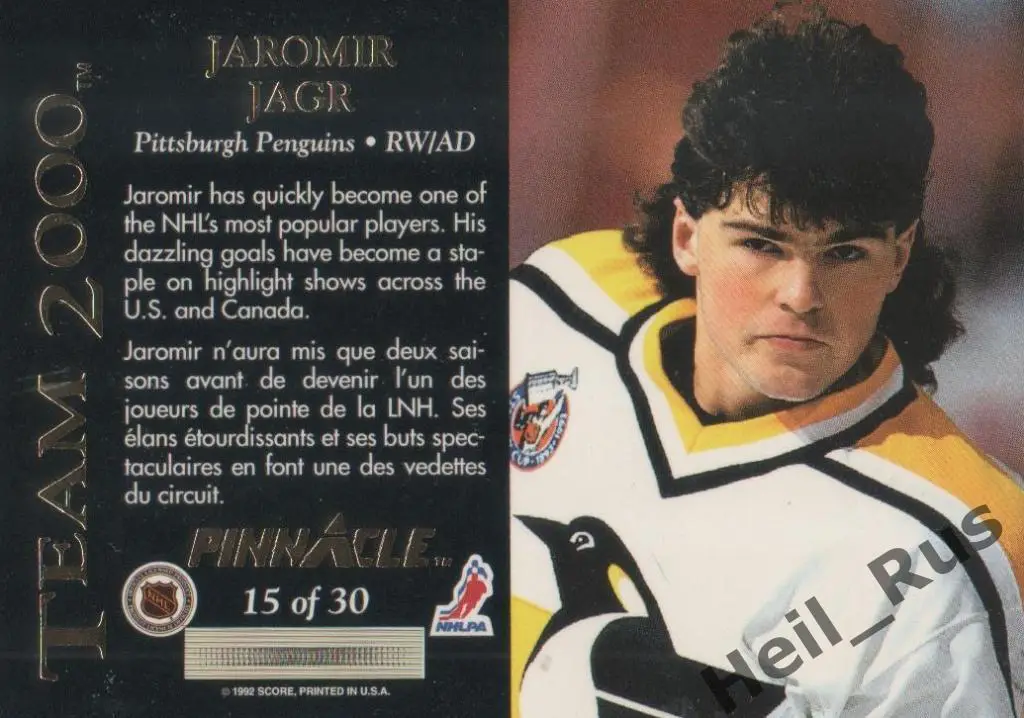 TEAM 2000™
JAROMIR
JAGR
Pittsburgh Penguins • RW/AD
Jaromir has quickly become one of
the NHL's most popular players. His
dazzling goals have become a sta-
ple on highlight shows across the
U.S. and Canada.
Jaromir n'aura mis que deux sai-
sons avant de devenir l'un des
joueurs de pointe de la LNH. Ses
élans étourdissants et ses buts spec-
taculaires en font une des vedettes
du circuit.
PINNACLE™
NHL
15 of 30
NHLPA
© 1992 SCORE, PRINTED IN U.S.A.
Heil_Rus